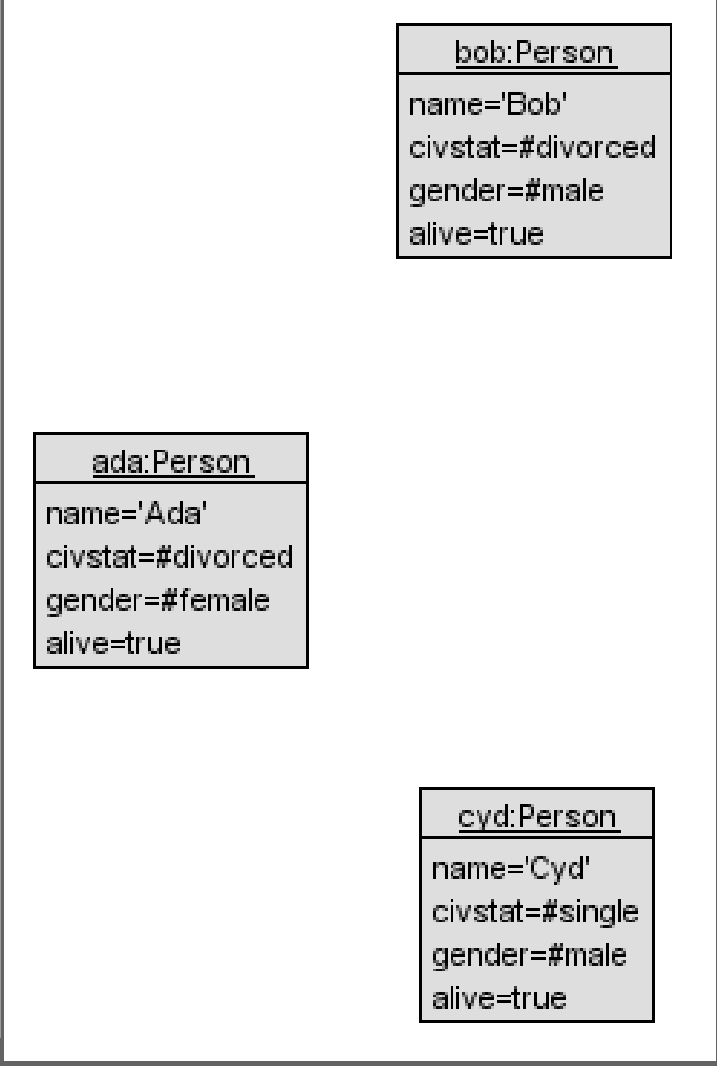 bob:Person
name='Bob'
civstat=#divorced
gender=#male
alive=true
ada:Person
name='Ada'
civstat=#divorced
gender=#female
alive=true
cyd:Person
name='Cyd'
civstat=#single
gender=#male
alive=true